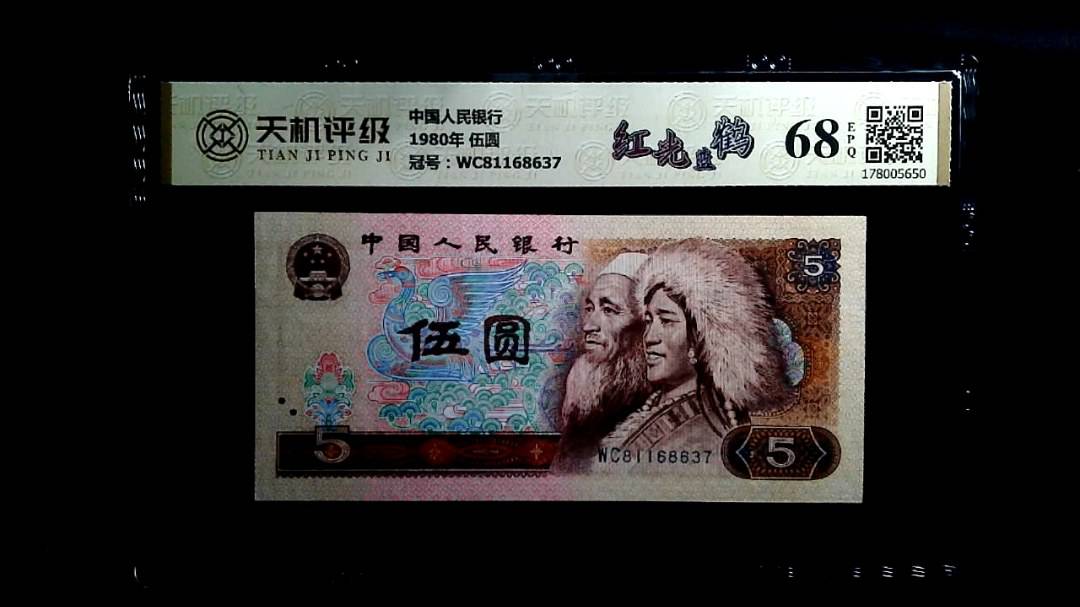 天机评级
TIAN JI PING JI
中国人民银行
1980年 伍圆
冠号：WC81168637
红光蓝鹤
68
EPQ
178005650
中国人民银行
5
伍圆
5
WC81168637
5